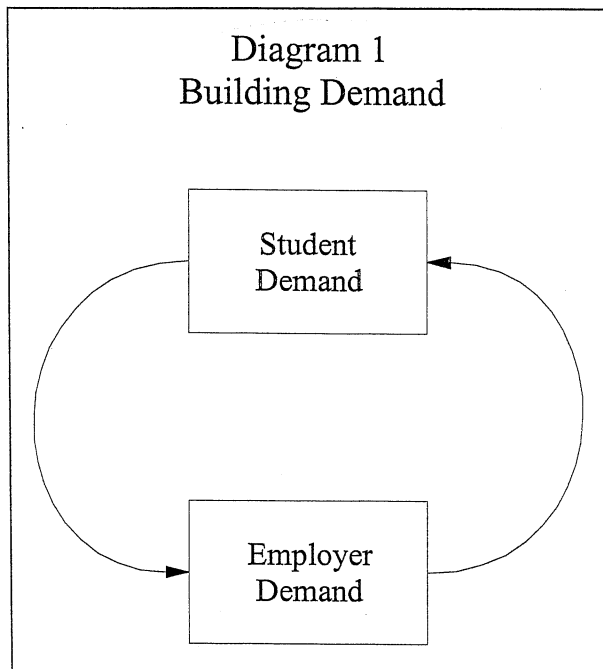 Diagram 1
Building Demand
Student
Demand
Employer
Demand